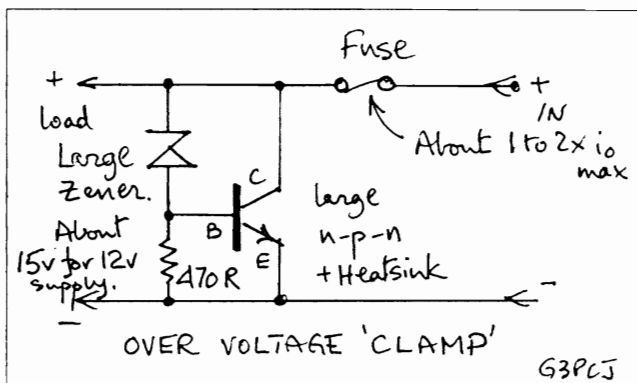 Fuse
+
+
IN
load
About 1 to 2x io
max
Large
Zener.
C
large
B
n-p-n
About
15v for 12v
supply.
E
470R
+Heatsink
-
-
OVER VOLTAGE 'CLAMP'
G3PCJ